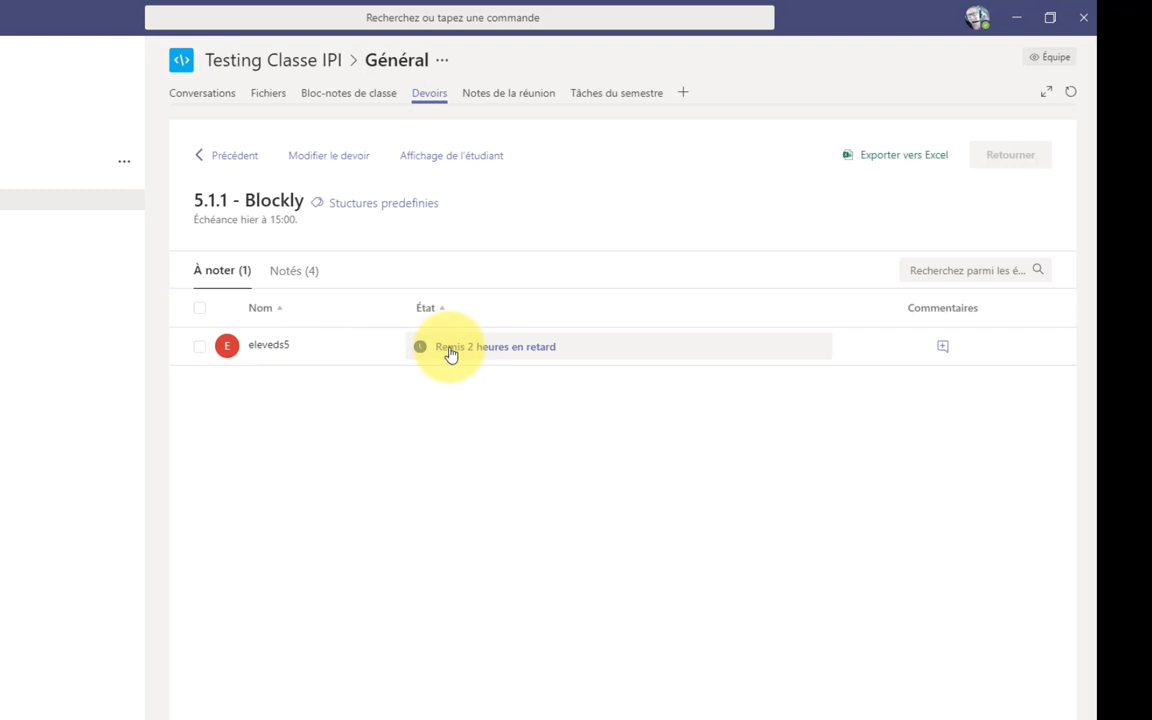 Recherchez ou tapez une commande
Testing Classe IPI > Général ...
Équipe
Conversations Fichiers Bloc-notes de classe Devoirs Notes de la réunion Tâches du semestre +
...
Précédent Modifier le devoir Affichage de l'étudiant Exporter vers Excel Retourner
5.1.1 - Blockly Stuctures predefinies
Échéance hier à 15:00.
À noter (1) Notés (4) Recherchez parmi les é...
Nom État Commentaires
E eleveds5 Remis 2 heures en retard